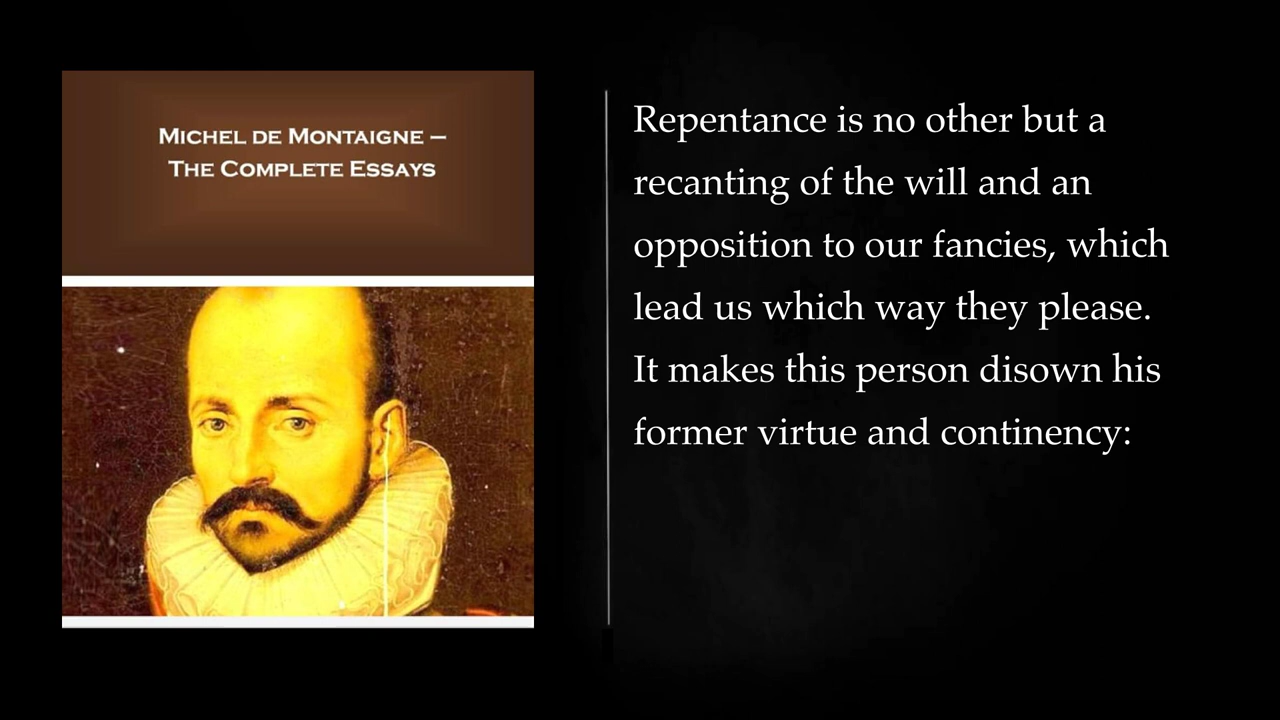 MICHEL DE MONTAIGNE –
THE COMPLETE ESSAYS
Repentance is no other but a
recanting of the will and an
opposition to our fancies, which
lead us which way they please.
It makes this person disown his
former virtue and continency: